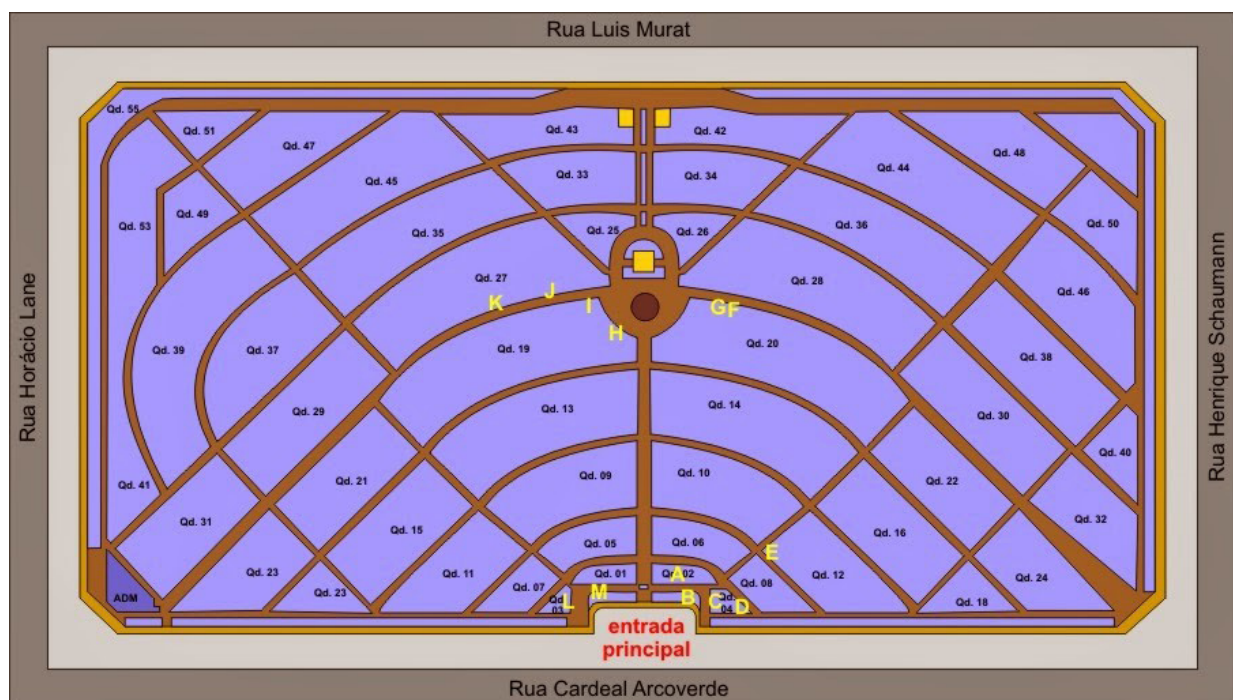 Rua Luis Murat
Qd. 55
Qd. 51
Qd. 47
Qd. 43
Qd. 42
Qd. 48
Qd. 45
Qd. 33
Qd. 34
Qd. 44
Qd. 53
Qd. 49
Qd. 50
Qd. 35
Qd. 25
Qd. 26
Qd. 36
Qd. 27
Qd. 28
Qd. 46
K
J
I
G
F
H
Qd. 39
Qd. 37
Qd. 19
Qd. 20
Qd. 38
Rua Horácio Lane
Rua Henrique Schaumann
Qd. 29
Qd. 13
Qd. 14
Qd. 30
Qd. 40
Qd. 41
Qd. 21
Qd. 09
Qd. 10
Qd. 22
Qd. 31
Qd. 15
Qd. 16
Qd. 32
Qd. 05
Qd. 06
E
Qd. 23
Qd. 11
Qd. 01
Qd. 02
A
Qd. 12
Qd. 24
Qd. 23
Qd. 07
Qd. 08
ADM
Qd.
03
L
M
B
C
Qd.
04
D
Qd. 18
entrada
principal
Rua Cardeal Arcoverde